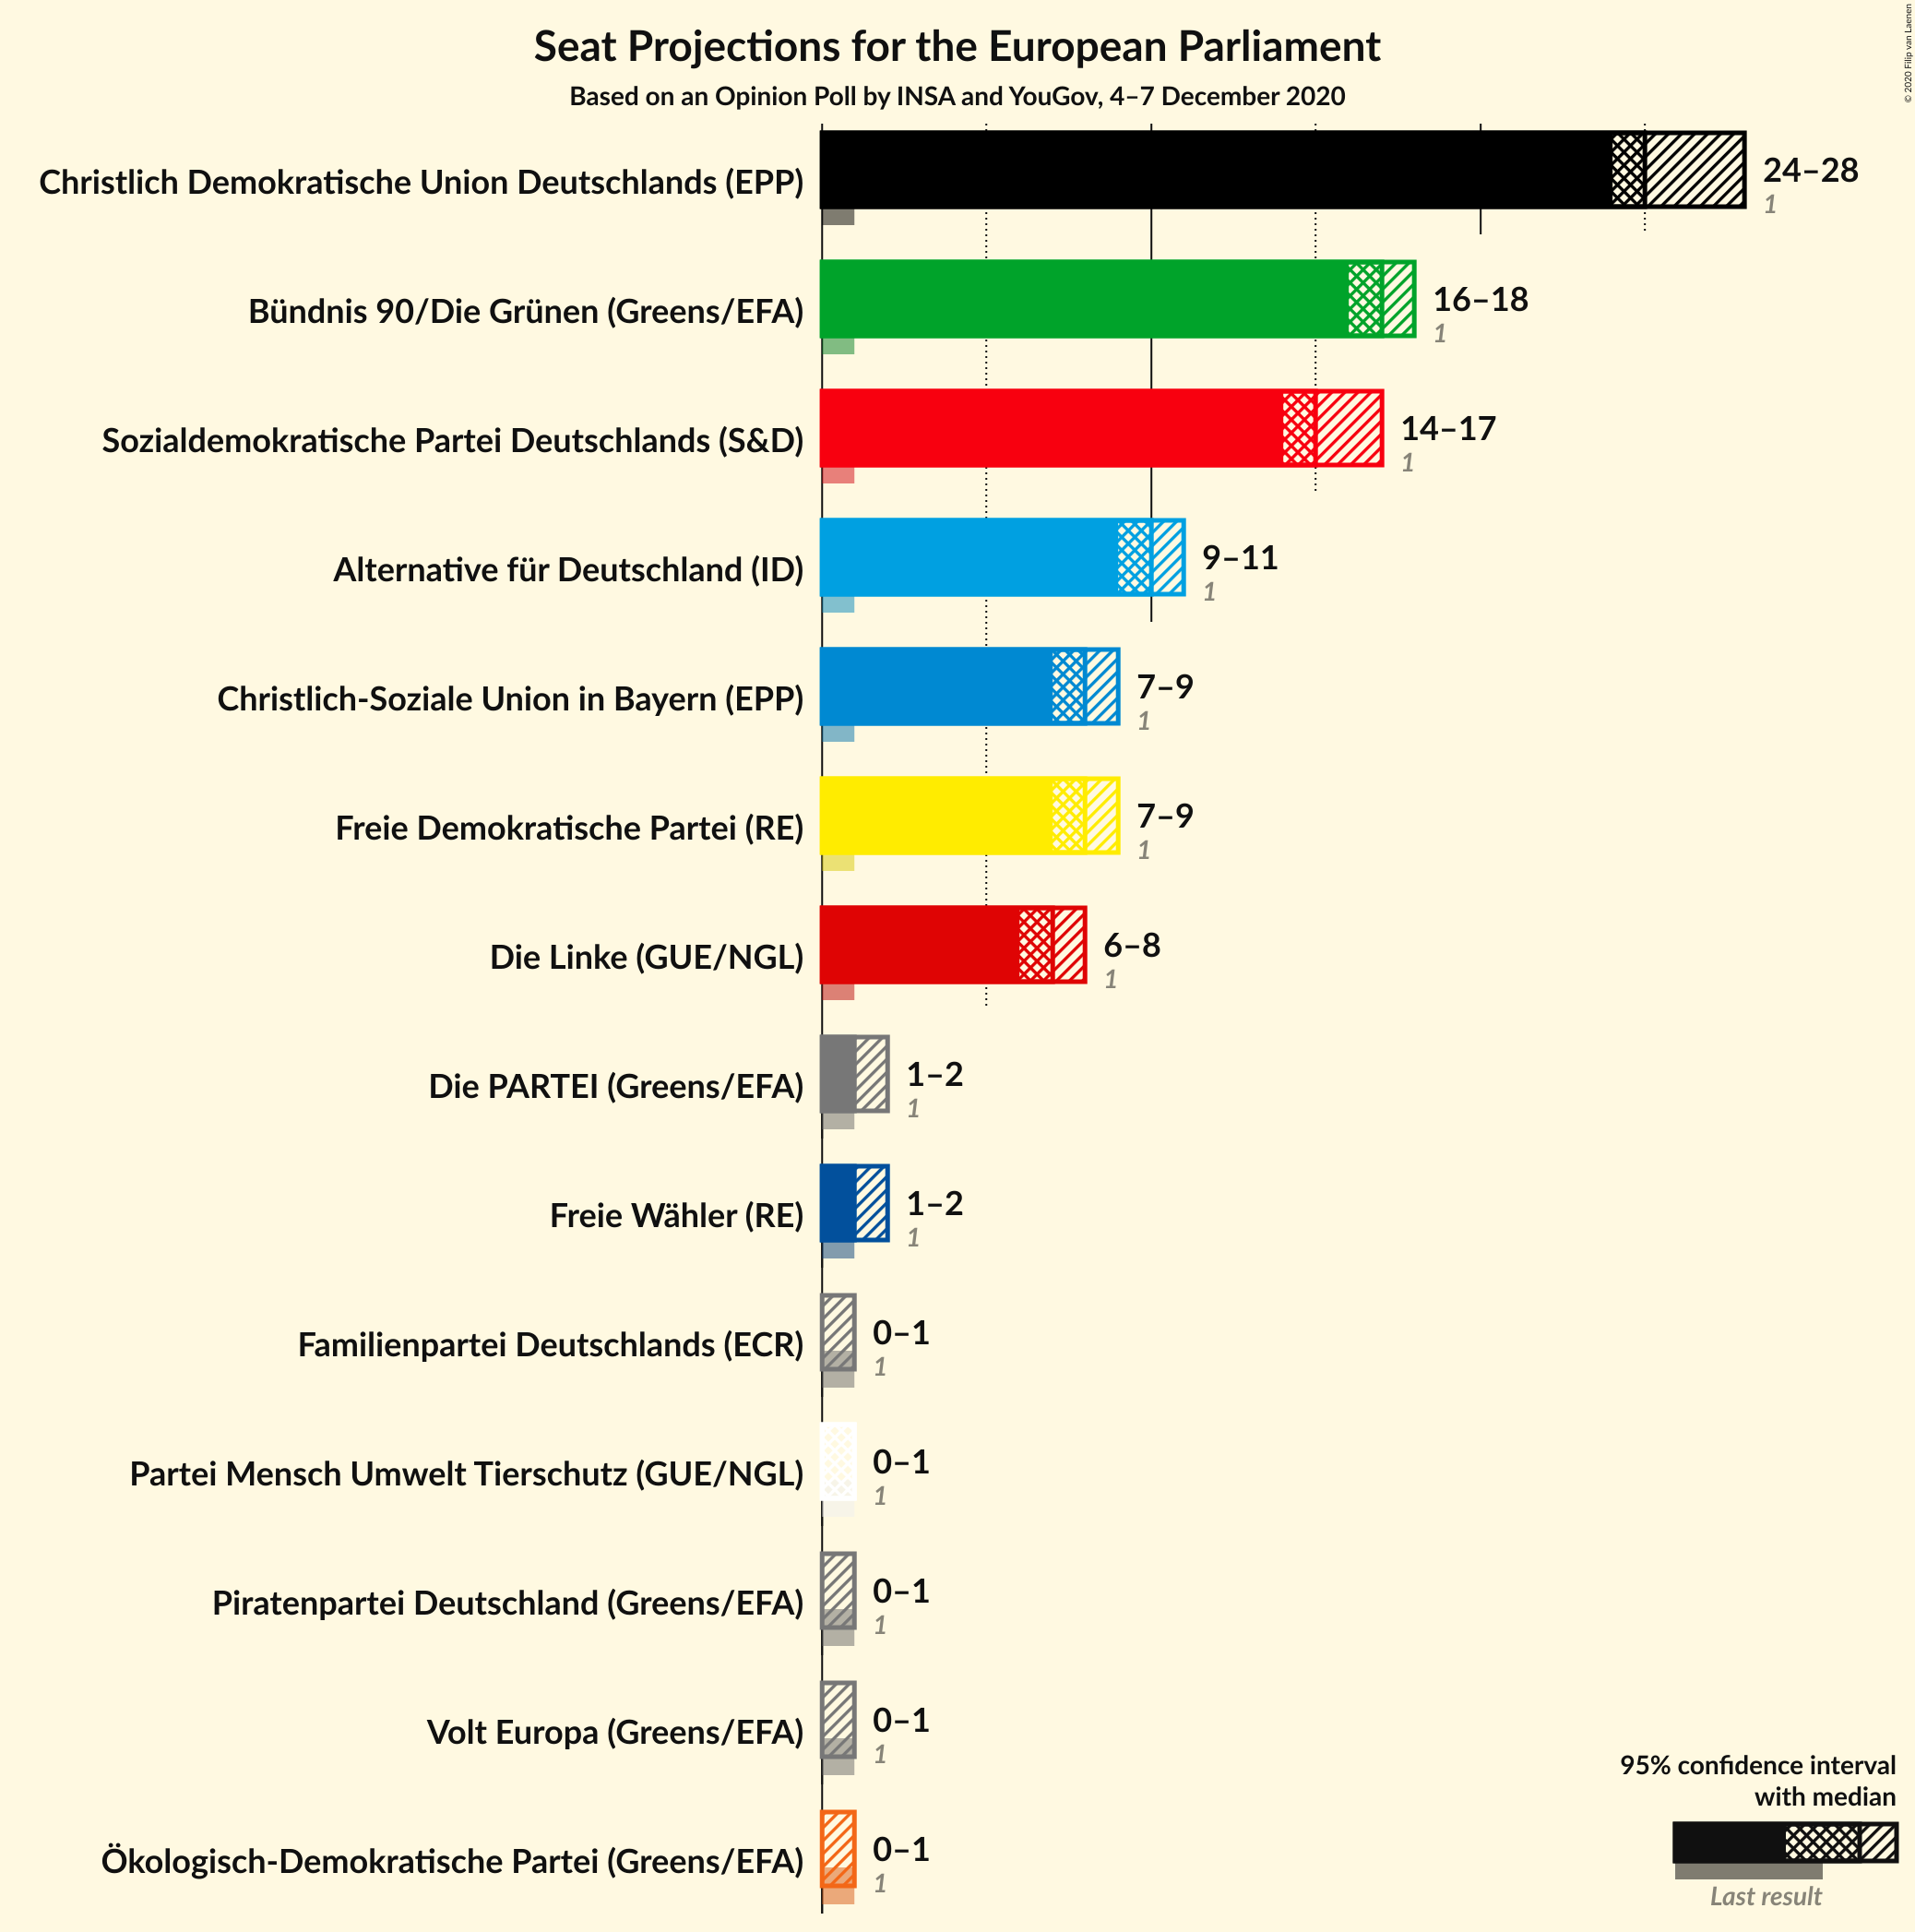 Seat Projections for the European Parliament
Based on an Opinion Poll by INSA and YouGov, 4–7 December 2020
© 2020 Filip van Laenen
Christlich Demokratische Union Deutschlands (EPP)
24–28
1
Bündnis 90/Die Grünen (Greens/EFA)
16–18
1
Sozialdemokratische Partei Deutschlands (S&D)
14–17
1
Alternative für Deutschland (ID)
9–11
1
Christlich-Soziale Union in Bayern (EPP)
7–9
1
Freie Demokratische Partei (RE)
7–9
1
Die Linke (GUE/NGL)
6–8
1
Die PARTEI (Greens/EFA)
1–2
1
Freie Wähler (RE)
1–2
1
Familienpartei Deutschlands (ECR)
0–1
1
Partei Mensch Umwelt Tierschutz (GUE/NGL)
0–1
1
Piratenpartei Deutschland (Greens/EFA)
0–1
1
Volt Europa (Greens/EFA)
0–1
1
Ökologisch-Demokratische Partei (Greens/EFA)
0–1
1
95% confidence interval
with median
Last result